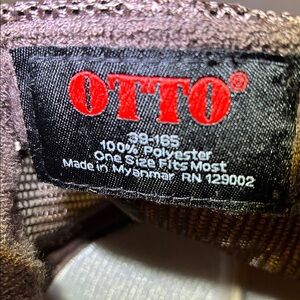 OTTO®
39-165
100% Polyester
One Size Fits Most
Made in Myanmar RN 129002